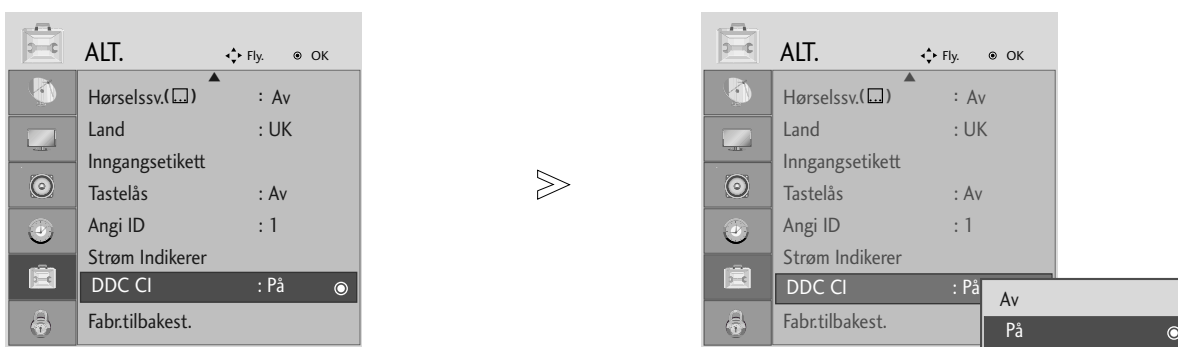 ALT. Fly. OK
Hørselssv.( ) : Av
Land : UK
Inngangsetikett
Tastelås : Av
Angi ID : 1
Strøm Indikerer
DDC CI : På
Fabr.tilbakest.
>
ALT. Fly. OK
Hørselssv.( ) : Av
Land : UK
Inngangsetikett
Tastelås : Av
Angi ID : 1
Strøm Indikerer
DDC CI : På
Fabr.tilbakest.
Av
På